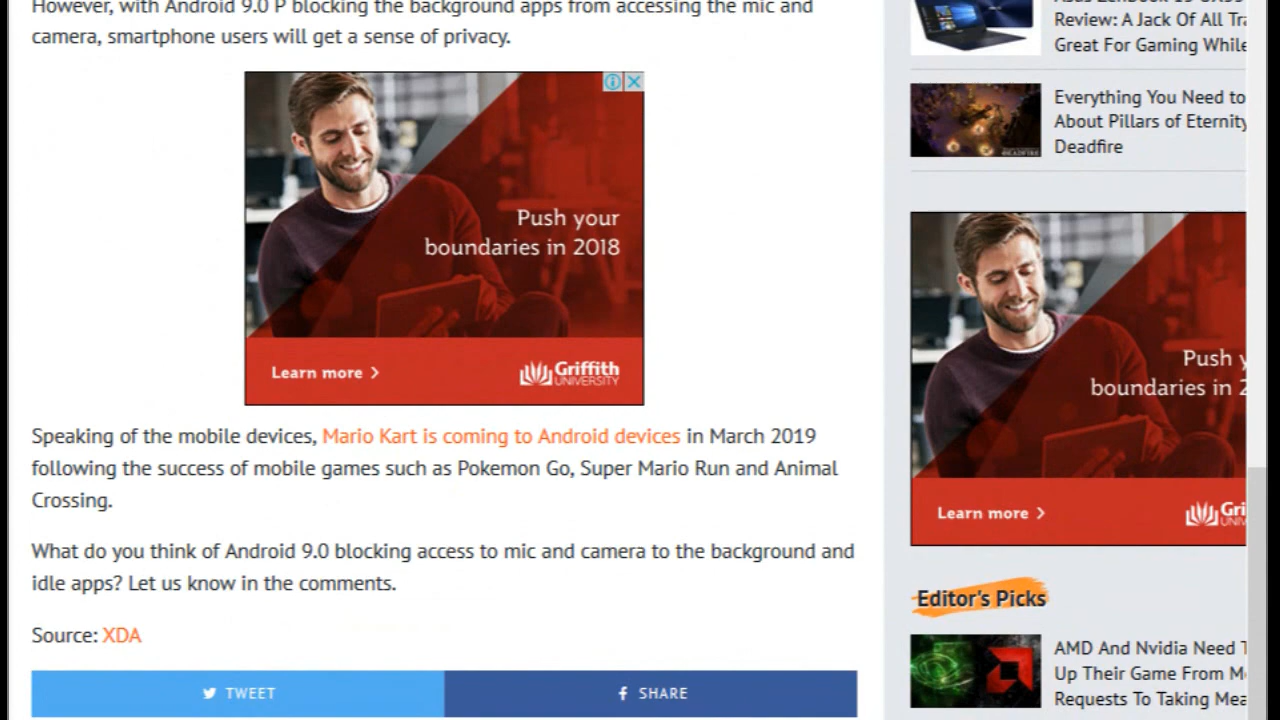 However, with Android 9.0 P blocking the background apps from accessing the mic and
camera, smartphone users will get a sense of privacy.
Push your
boundaries in 2018
Learn more
Griffith
UNIVERSITY
Speaking of the mobile devices, Mario Kart is coming to Android devices in March 2019
following the success of mobile games such as Pokemon Go, Super Mario Run and Animal
Crossing.
What do you think of Android 9.0 blocking access to mic and camera to the background and
idle apps? Let us know in the comments.
Source: XDA
TWEET
SHARE
Review: A Jack Of All Tra
Great For Gaming While
Everything You Need to
About Pillars of Eternity
Deadfire
Push y
boundaries in 2
Learn more
Gri
UNIV
Editor's Picks
AMD And Nvidia Need T
Up Their Game From M
Requests To Taking Mea